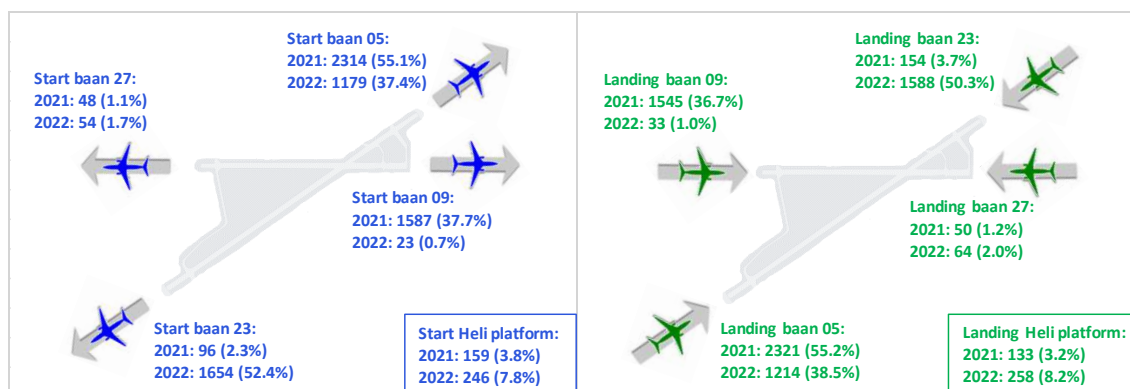 Start baan 05:
2021: 2314 (55.1%)
2022: 1179 (37.4%)
Start baan 27:
2021: 48 (1.1%)
2022: 54 (1.7%)
Start baan 09:
2021: 1587 (37.7%)
2022: 23 (0.7%)
Start baan 23:
2021: 96 (2.3%)
2022: 1654 (52.4%)
Start Heli platform:
2021: 159 (3.8%)
2022: 246 (7.8%)
Landing baan 23:
2021: 154 (3.7%)
2022: 1588 (50.3%)
Landing baan 09:
2021: 1545 (36.7%)
2022: 33 (1.0%)
Landing baan 27:
2021: 50 (1.2%)
2022: 64 (2.0%)
Landing baan 05:
2021: 2321 (55.2%)
2022: 1214 (38.5%)
Landing Heli platform:
2021: 133 (3.2%)
2022: 258 (8.2%)